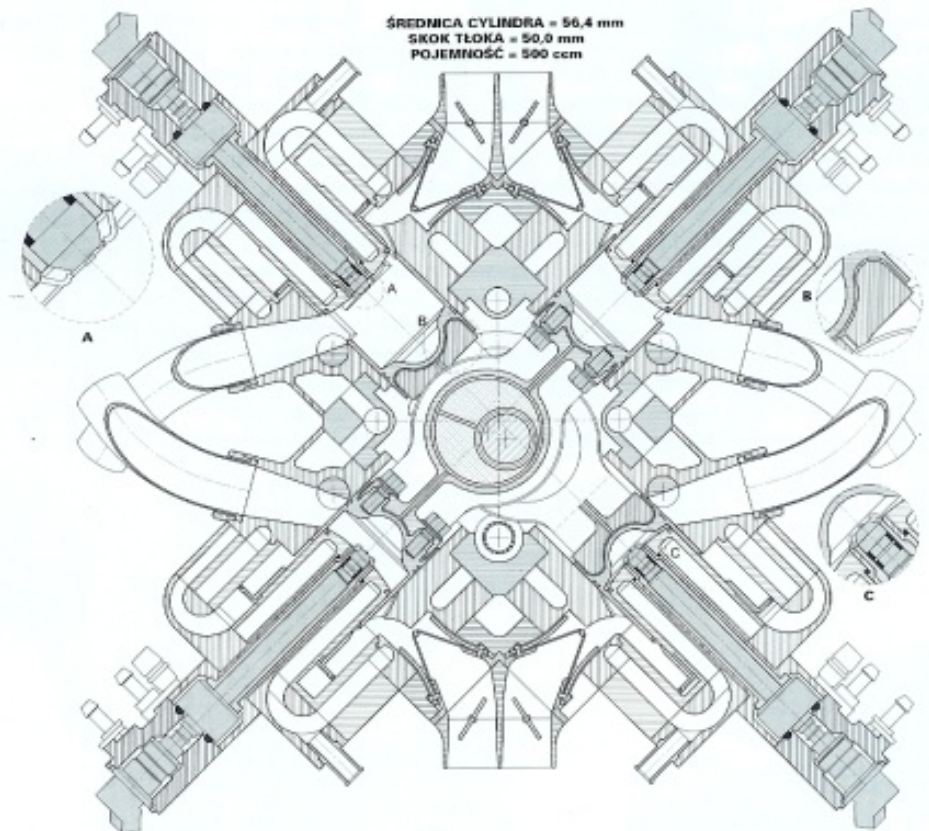 ŚREDNICA CYLINDRA = 56,4 mm
SKOK TŁOKA = 50,0 mm
POJEMNOŚĆ = 500 ccm
A
B
B
A
C
C